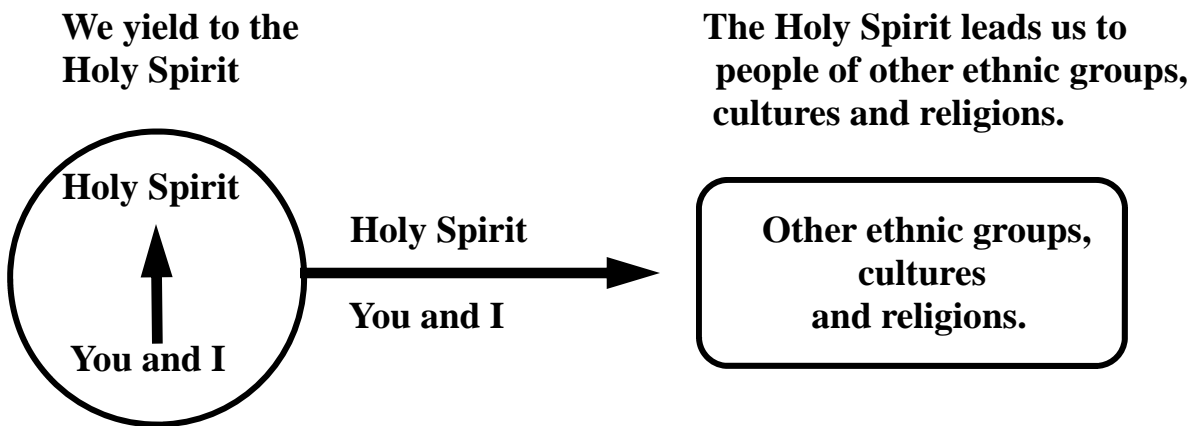 We yield to the
Holy Spirit
The Holy Spirit leads us to
people of other ethnic groups,
cultures and religions.
Holy Spirit
You and I
Holy Spirit
You and I
Other ethnic groups,
cultures
and religions.